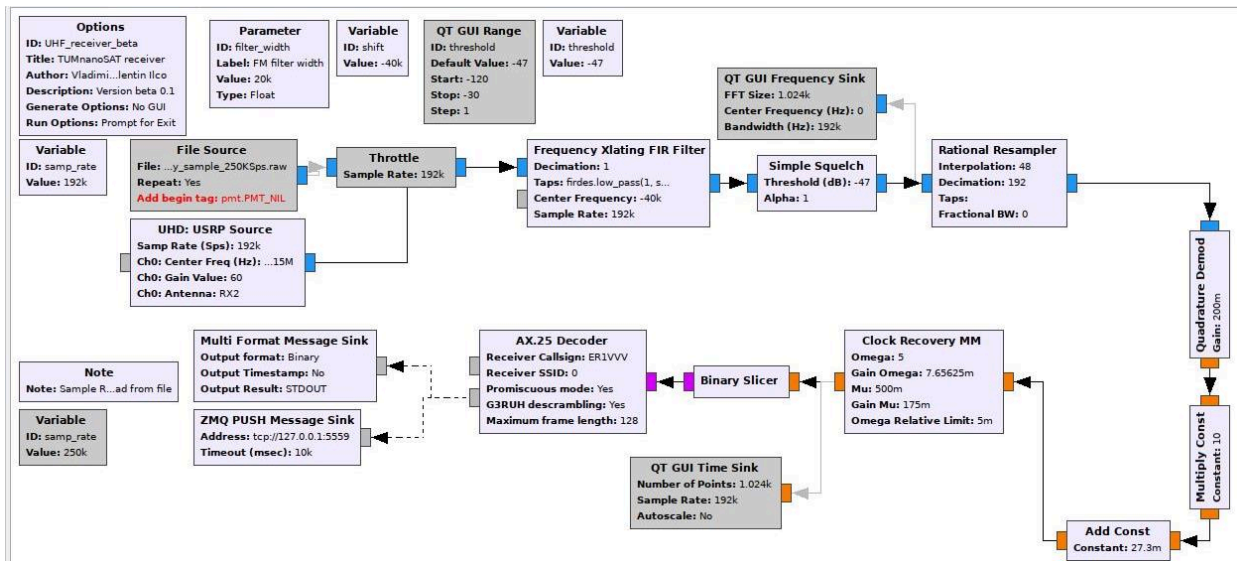 Options
ID: UHF_receiver_beta
Title: TUMnanoSAT receiver
Author: Vladimi...lentin Ilco
Description: Version beta 0.1
Generate Options: No GUI
Run Options: Prompt for Exit
Parameter
ID: filter_width
Label: FM filter width
Value: 20k
Type: Float
Variable
ID: shift
Value: -40k
QT GUI Range
ID: threshold
Default Value: -47
Start: -120
Stop: -30
Step: 1
Variable
ID: threshold
Value: -47
QT GUI Frequency Sink
FFT Size: 1.024k
Center Frequency (Hz): 0
Bandwidth (Hz): 192k
Variable
ID: samp_rate
Value: 192k
File Source
File: ...y_sample_250KSps.raw
Repeat: Yes
Add begin tag: pmt.PMT_NIL
Throttle
Sample Rate: 192k
Frequency Xlating FIR Filter
Decimation: 1
Taps: firdes.low_pass(1, s...
Center Frequency: -40k
Sample Rate: 192k
Simple Squelch
Threshold (dB): -47
Alpha: 1
Rational Resampler
Interpolation: 48
Decimation: 192
Taps:
Fractional BW: 0
UHD: USRP Source
Samp Rate (Sps): 192k
Ch0: Center Freq (Hz): ...15M
Ch0: Gain Value: 60
Ch0: Antenna: RX2
Quadrature Demod
Gain: 200m
Multi Format Message Sink
Output format: Binary
Output Timestamp: No
Output Result: STDOUT
AX.25 Decoder
Receiver Callsign: ER1VVV
Receiver SSID: 0
Promiscuous mode: Yes
G3RUH descrambling: Yes
Maximum frame length: 128
Binary Slicer
Clock Recovery MM
Omega: 5
Gain Omega: 7.65625m
Mu: 500m
Gain Mu: 175m
Omega Relative Limit: 5m
Note
Note: Sample R...ad from file
Variable
ID: samp_rate
Value: 250k
ZMQ PUSH Message Sink
Address: tcp://127.0.0.1:5559
Timeout (msec): 10k
QT GUI Time Sink
Number of Points: 1.024k
Sample Rate: 192k
Autoscale: No
Multiply Const
Constant: 10
Add Const
Constant: 27.3m